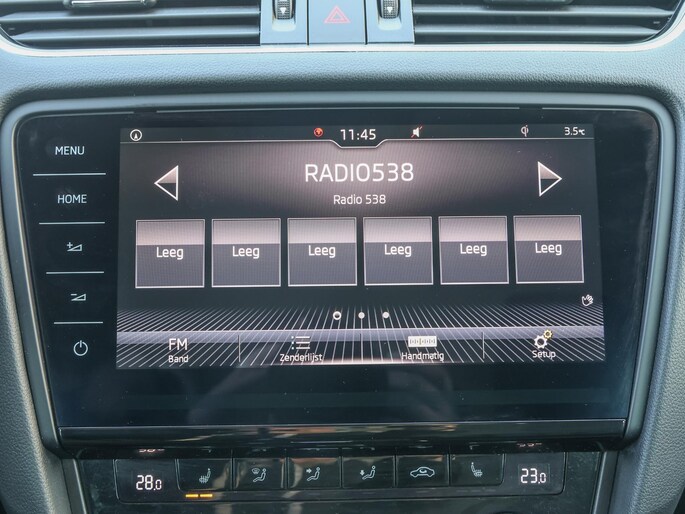 11:45
3.5°C
MENU
HOME
RADIO538
Radio 538
Leeg Leeg Leeg Leeg Leeg Leeg
FM
Band
Zenderlijst
Handmatig
Setup
28.0
23.0